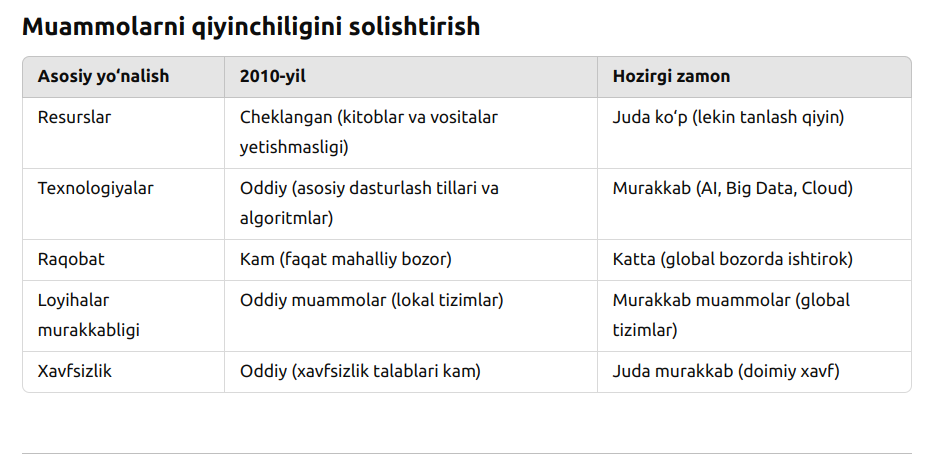 Muammolarni qiyinchiligini solishtirish
Asosiy yo‘nalish 2010-yil Hozirgi zamon
Resurslar Cheklangan (kitoblar va vositalar Juda ko‘p (lekin tanlash qiyin)
yetishmasligi)
Texnologiyalar Oddiy (asosiy dasturlash tillari va Murakkab (AI, Big Data, Cloud)
algoritmlar)
Raqobat Kam (faqat mahalliy bozor) Katta (global bozorda ishtirok)
Loyihalar Oddiy muammolar (lokal tizimlar) Murakkab muammolar (global
murakkabligi tizimlar)
Xavfsizlik Oddiy (xavfsizlik talablari kam) Juda murakkab (doimiy xavf)